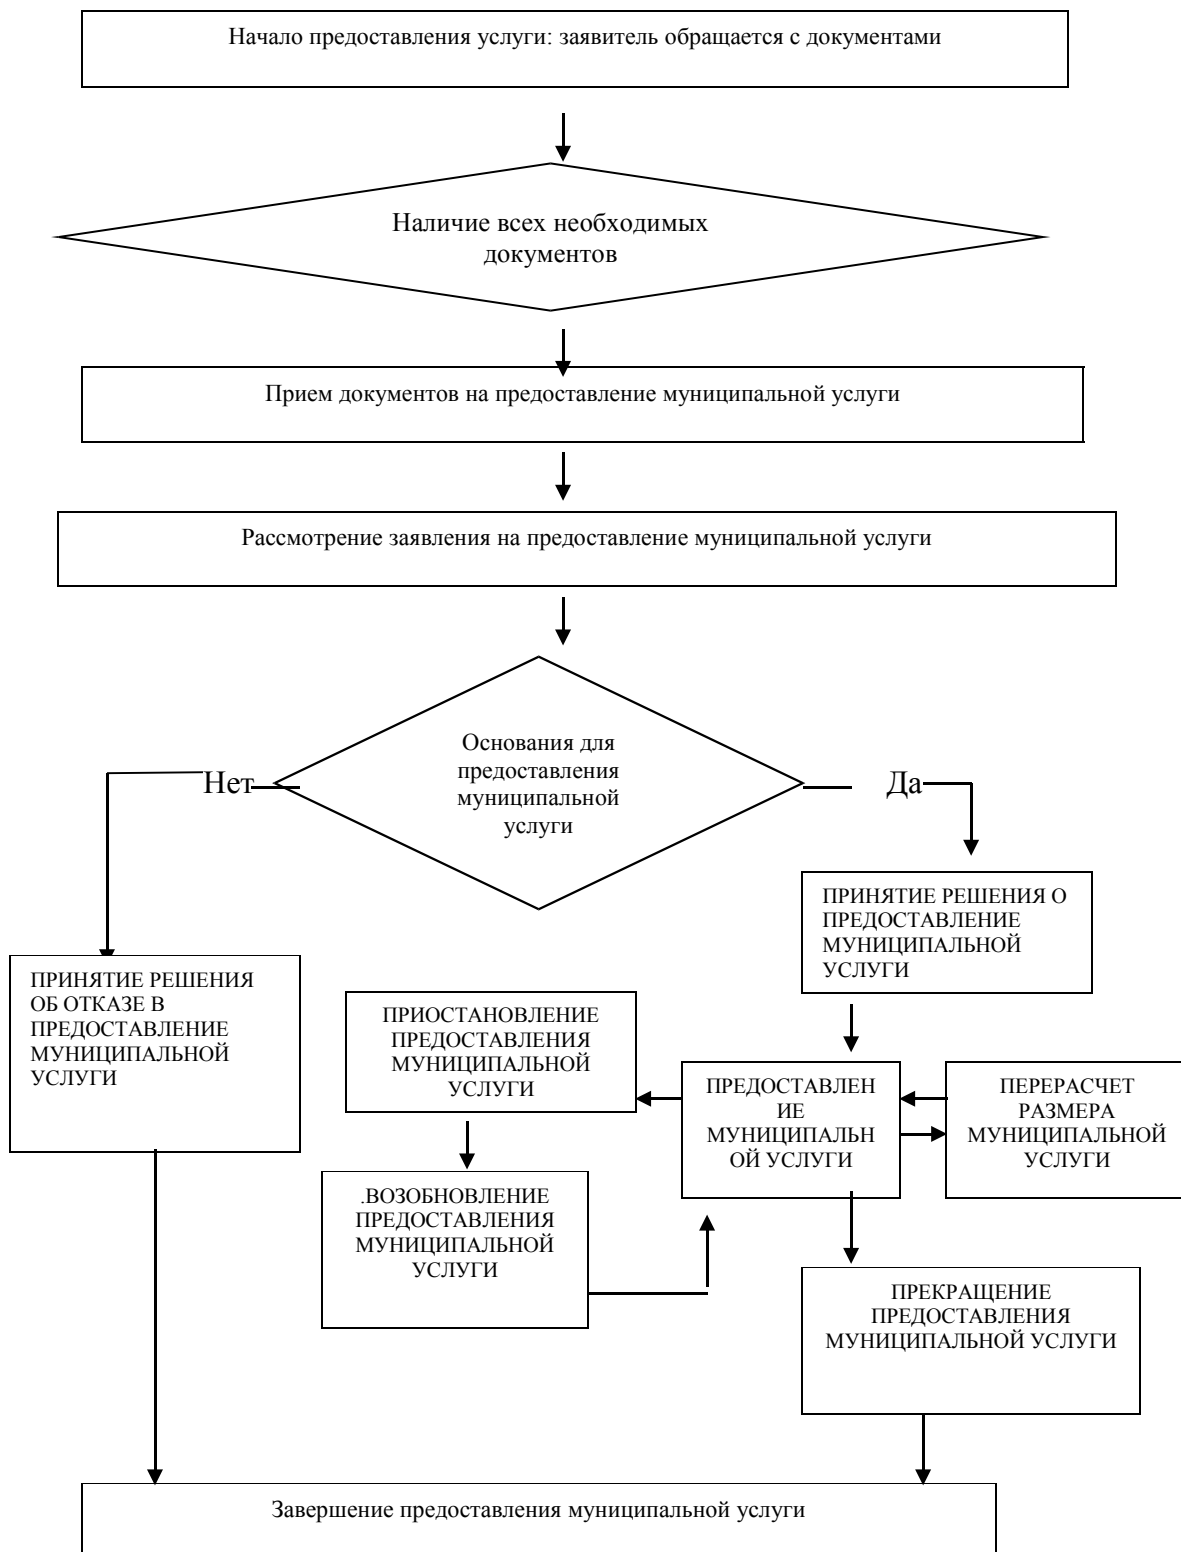 Начало предоставления услуги: заявитель обращается с документами
Наличие всех необходимых
документов
Прием документов на предоставление муниципальной услуги
Рассмотрение заявления на предоставление муниципальной услуги
Основания для
предоставления
муниципальной
услуги
Нет
Да
ПРИНЯТИЕ РЕШЕНИЯ О
ПРЕДОСТАВЛЕНИЕ
МУНИЦИПАЛЬНОЙ
УСЛУГИ
ПРИНЯТИЕ РЕШЕНИЯ
ОБ ОТКАЗЕ В
ПРЕДОСТАВЛЕНИЕ
МУНИЦИПАЛЬНОЙ
УСЛУГИ
ПРИОСТАНОВЛЕНИЕ
ПРЕДОСТАВЛЕНИЯ
МУНИЦИПАЛЬНОЙ
УСЛУГИ
ПРЕДОСТАВЛЕН
ИЕ
МУНИЦИПАЛЬН
ОЙ УСЛУГИ
ПЕРЕРАСЧЕТ
РАЗМЕРА
МУНИЦИПАЛЬНОЙ
УСЛУГИ
.ВОЗОБНОВЛЕНИЕ
ПРЕДОСТАВЛЕНИЯ
МУНИЦИПАЛЬНОЙ
УСЛУГИ
ПРЕКРАЩЕНИЕ
ПРЕДОСТАВЛЕНИЯ
МУНИЦИПАЛЬНОЙ УСЛУГИ
Завершение предоставления муниципальной услуги